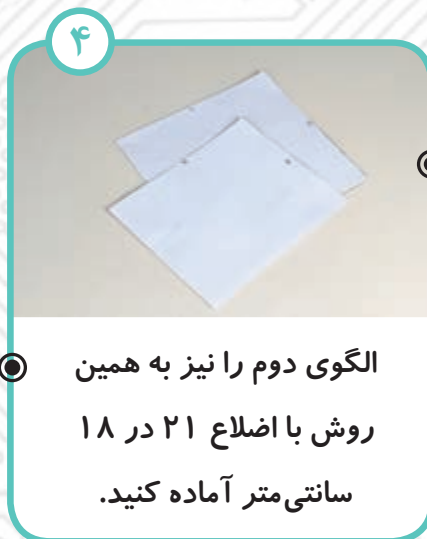 ۴
الگوی دوم را نیز به همین
روش با اضلاع ۲۱ در ۱۸
سانتی‌متر آماده کنید.